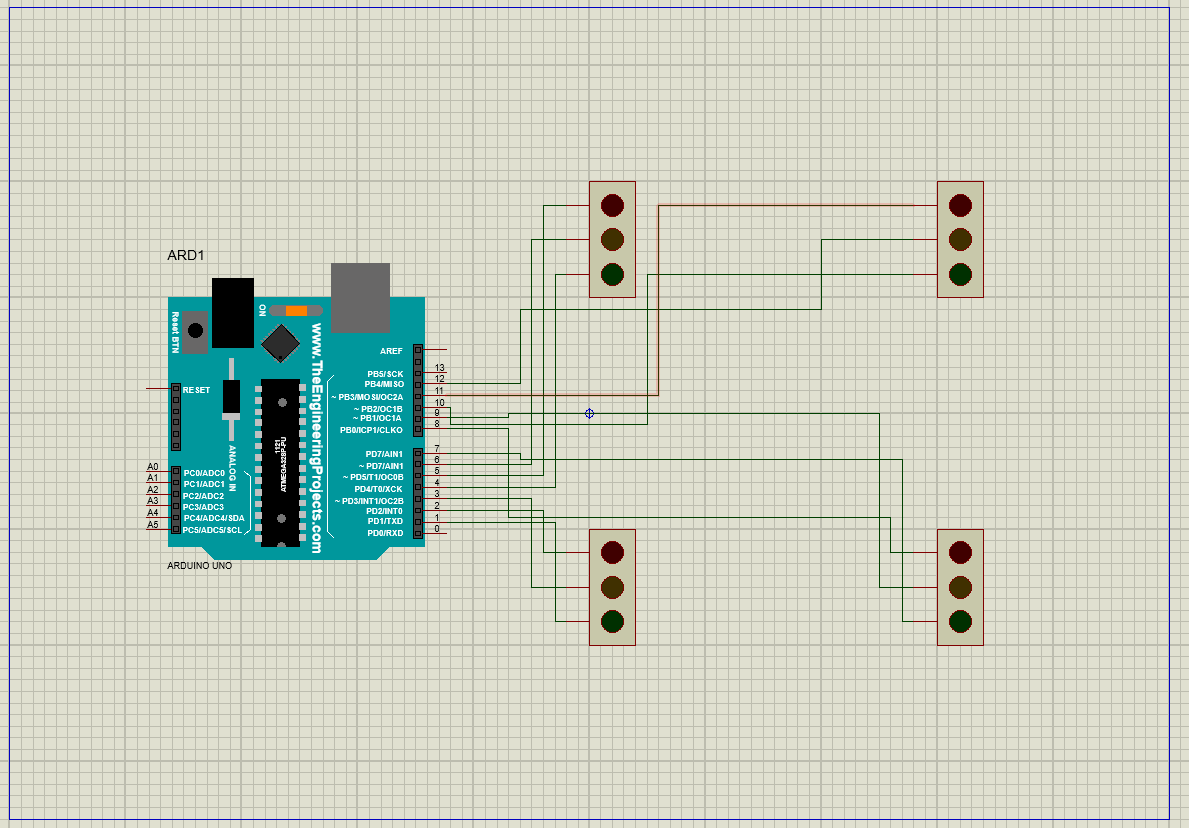 ARD1
Reset BTN
ON
www.TheEngineeringProjects.com
AREF
13
PB5/SCK
12
PB4/MISO
11
~ PB3/MOSI/OC2A
10
~ PB2/OC1B
9
~ PB1/OC1A
8
PB0/ICP1/CLKO
RESET
1121
ATMEGA328P-PU
ANALOG IN
7
PD7/AIN1
6
~ PD7/AIN1
5
~ PD5/T1/OC0B
4
PD4/T0/XCK
3
~ PD3/INT1/OC2B
2
PD2/INT0
1
PD1/TXD
0
PD0/RXD
A0
PC0/ADC0
A1
PC1/ADC1
A2
PC2/ADC2
A3
PC3/ADC3
A4
PC4/ADC4/SDA
A5
PC5/ADC5/SCL
ARDUINO UNO